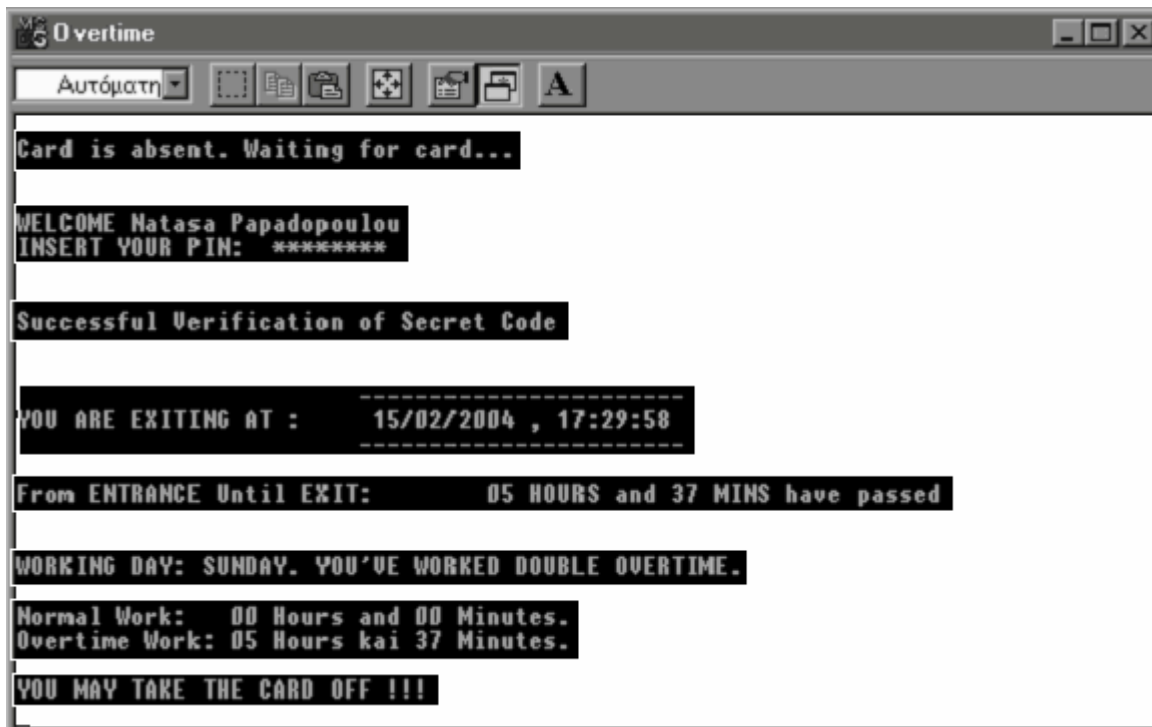 Overtime
Αυτόματη
A
Card is absent. Waiting for card...
WELCOME Natasa Papadopoulou
INSERT YOUR PIN: ********
Successful Verification of Secret Code
-----------------------
YOU ARE EXITING AT : 15/02/2004 , 17:29:58
-----------------------
From ENTRANCE Until EXIT: 05 HOURS and 37 MINS have passed
WORKING DAY: SUNDAY. YOU'VE WORKED DOUBLE OVERTIME.
Normal Work: 00 Hours and 00 Minutes.
Overtime Work: 05 Hours kai 37 Minutes.
YOU MAY TAKE THE CARD OFF !!!